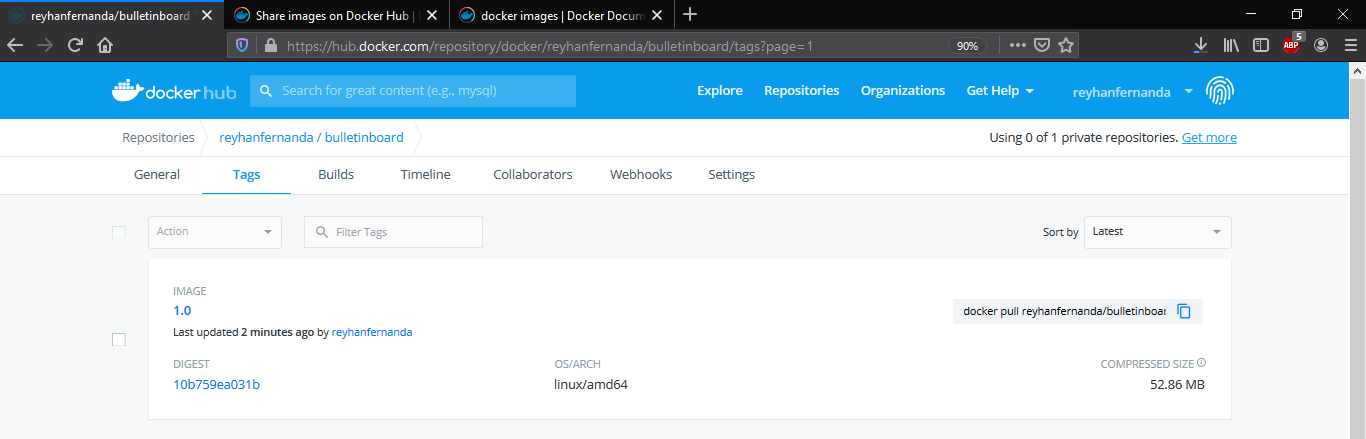 reyhanfernanda/bulletinboard
Share images on Docker Hub |
docker images | Docker Docum
https://hub.docker.com/repository/docker/reyhanfernanda/bulletinboard/tags?page=1
90%
ABP
5
docker hub
Search for great content (e.g., mysql)
Explore
Repositories
Organizations
Get Help
reyhanfernanda
Repositories
reyhanfernanda / bulletinboard
Using 0 of 1 private repositories. Get more
General
Tags
Builds
Timeline
Collaborators
Webhooks
Settings
Action
Filter Tags
Sort by
Latest
IMAGE
1.0
Last updated 2 minutes ago by reyhanfernanda
docker pull reyhanfernanda/bulletinboar
DIGEST
10b759ea031b
OS/ARCH
linux/amd64
COMPRESSED SIZE
52.86 MB